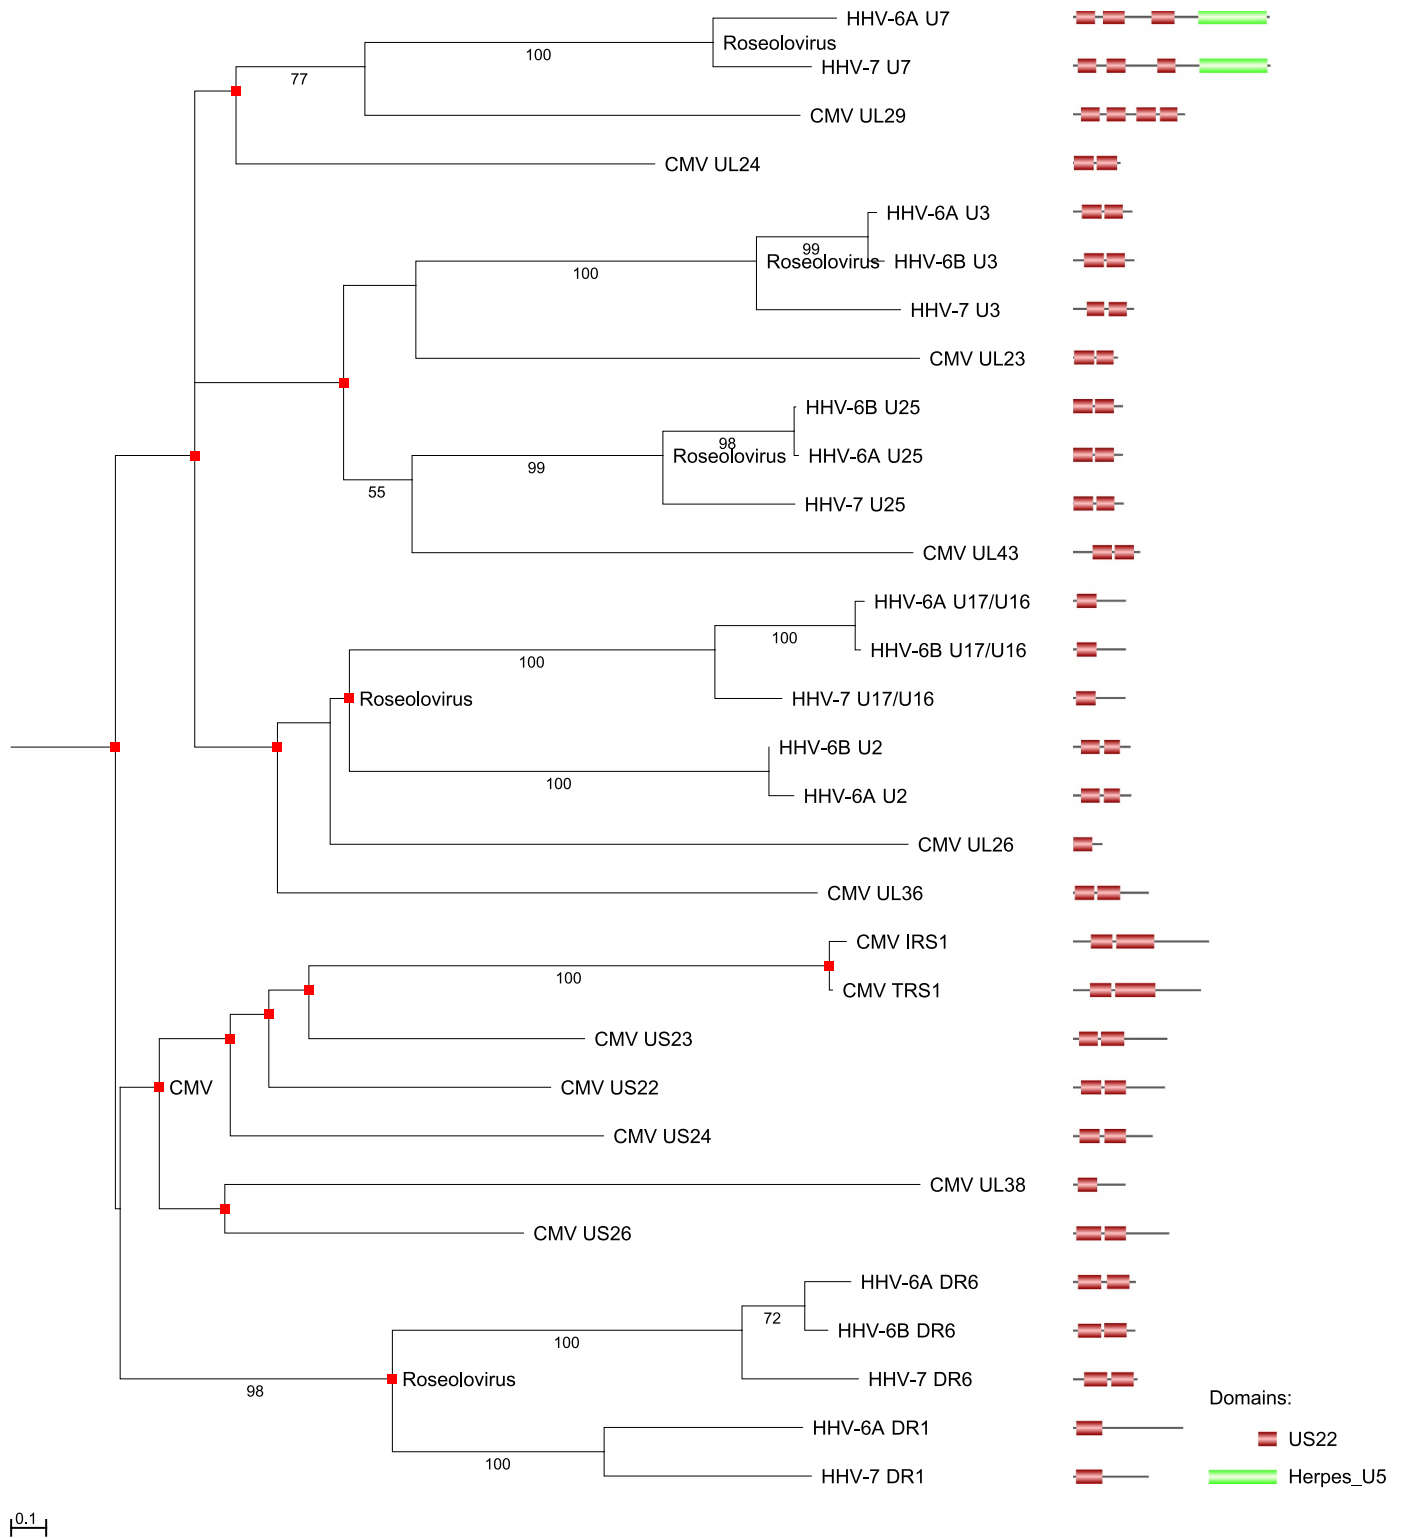 HHV-6A U7
Roseolovirus
100
HHV-7 U7
77
CMV UL29
CMV UL24
HHV-6A U3
99
Roseolovirus
HHV-6B U3
100
HHV-7 U3
CMV UL23
HHV-6B U25
98
Roseolovirus
HHV-6A U25
99
55
HHV-7 U25
CMV UL43
HHV-6A U17/U16
100
HHV-6B U17/U16
100
Roseolovirus
HHV-7 U17/U16
HHV-6B U2
100
HHV-6A U2
CMV UL26
CMV UL36
CMV IRS1
100
CMV TRS1
CMV US23
CMV
CMV US22
CMV US24
CMV UL38
CMV US26
HHV-6A DR6
72
HHV-6B DR6
100
Roseolovirus
HHV-7 DR6
98
HHV-6A DR1
100
HHV-7 DR1
Domains:
US22
Herpes_U5
0.1